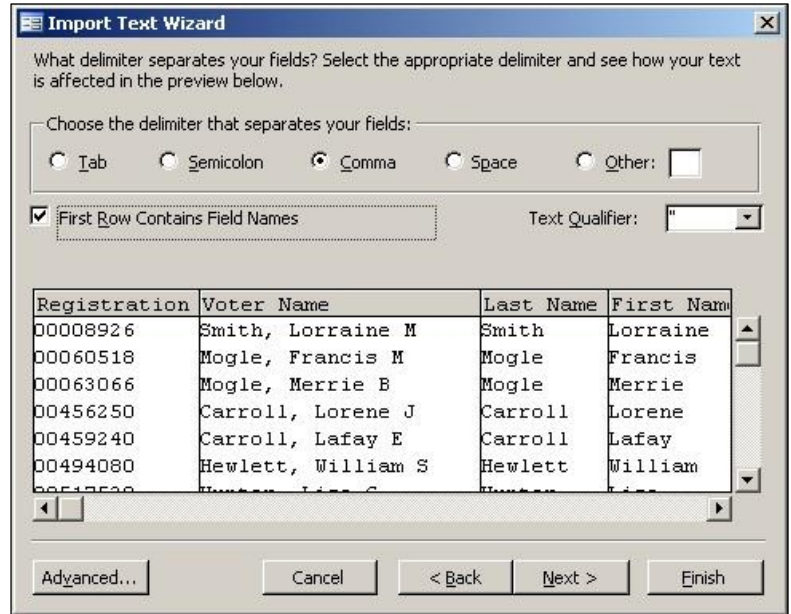 Import Text Wizard
What delimiter separates your fields? Select the appropriate delimiter and see how your text
is affected in the preview below.
Choose the delimiter that separates your fields:
Tab Semicolon Comma Space Other:
First Row Contains Field Names Text Qualifier: "
Registration Voter Name Last Name First Nam
00008926 Smith, Lorraine M Smith Lorraine
00060518 Mogle, Francis M Mogle Francis
00063066 Mogle, Merrie B Mogle Merrie
00456250 Carroll, Lorene J Carroll Lorene
00459240 Carroll, Lafay E Carroll Lafay
00494080 Hewlett, William S Hewlett William
Advanced... Cancel < Back Next > Finish